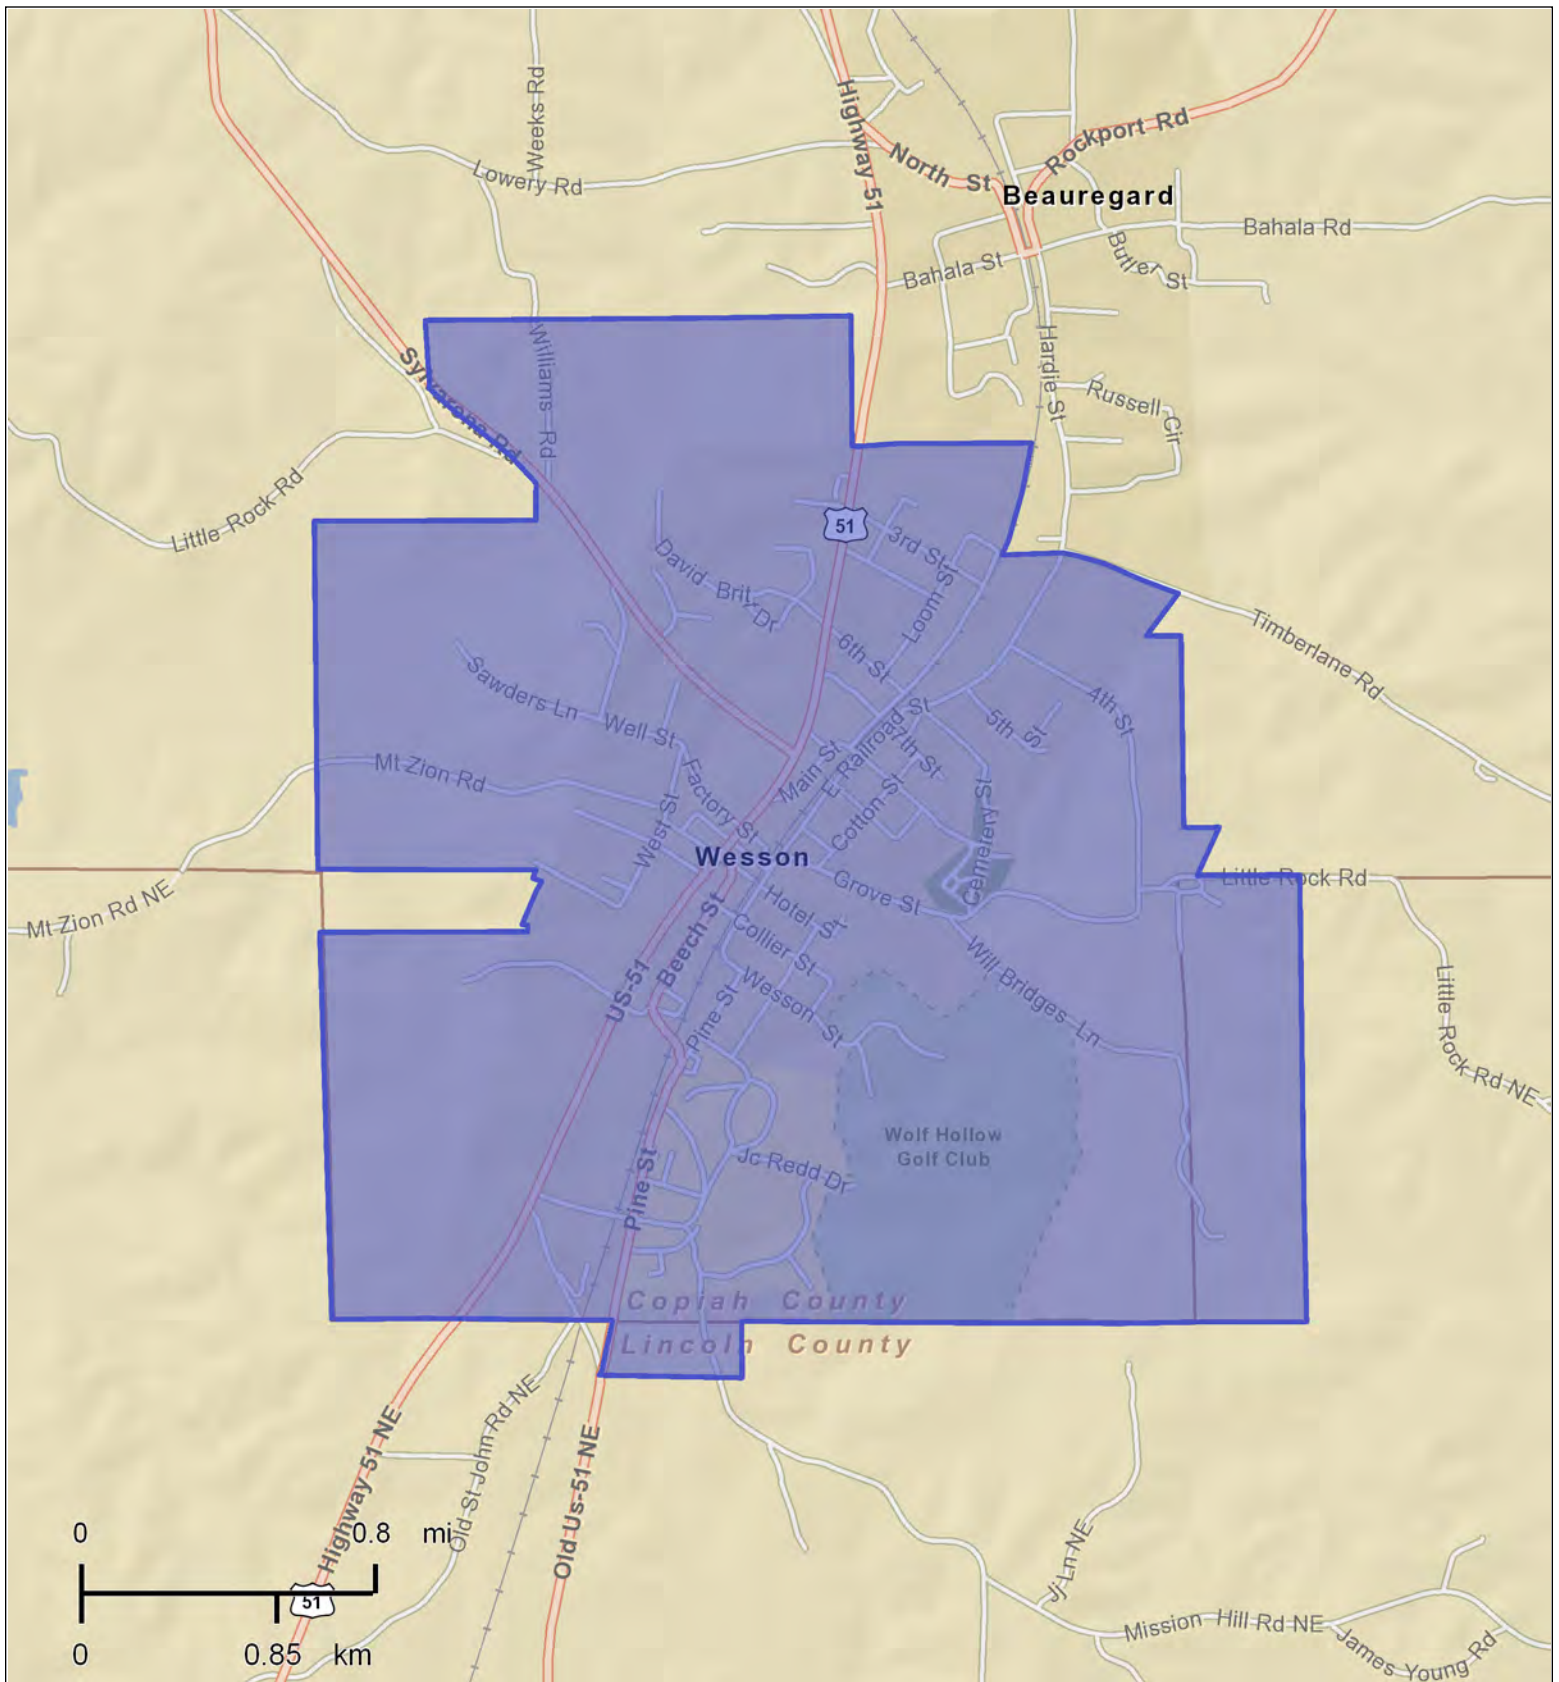 Weeks Rd
Lowery Rd
Highway 51
North St
Rockport Rd
Beauregard
Bahala Rd
Butler St
Bahala St
Williams Rd
Sylvarena Rd
Hardie St
Russell Cir
Little Rock Rd
51
3rd St
Loom St
David Britt Dr
6th St
Timberlane Rd
4th St
5th St
Sawders Ln
Well St
E Railroad St
7th St
Main St
Mt Zion Rd
Factory St
Cotton St
West St
Cemetery St
Wesson
Grove St
Little Rock Rd
Mt Zion Rd NE
Hotel St
Beech St
Collier St
Will Bridges Ln
US-51
Wesson St
Pine St
Little Rock Rd NE
Wolf Hollow
Golf Club
Jc Redd Dr
Pine St
Copiah County
Lincoln County
Old St John Rd NE
Highway 51 NE
Old Us-51 NE
0 0.8 mi
51
0 0.85 km
Jj Ln NE
Mission Hill Rd NE
James Young Rd